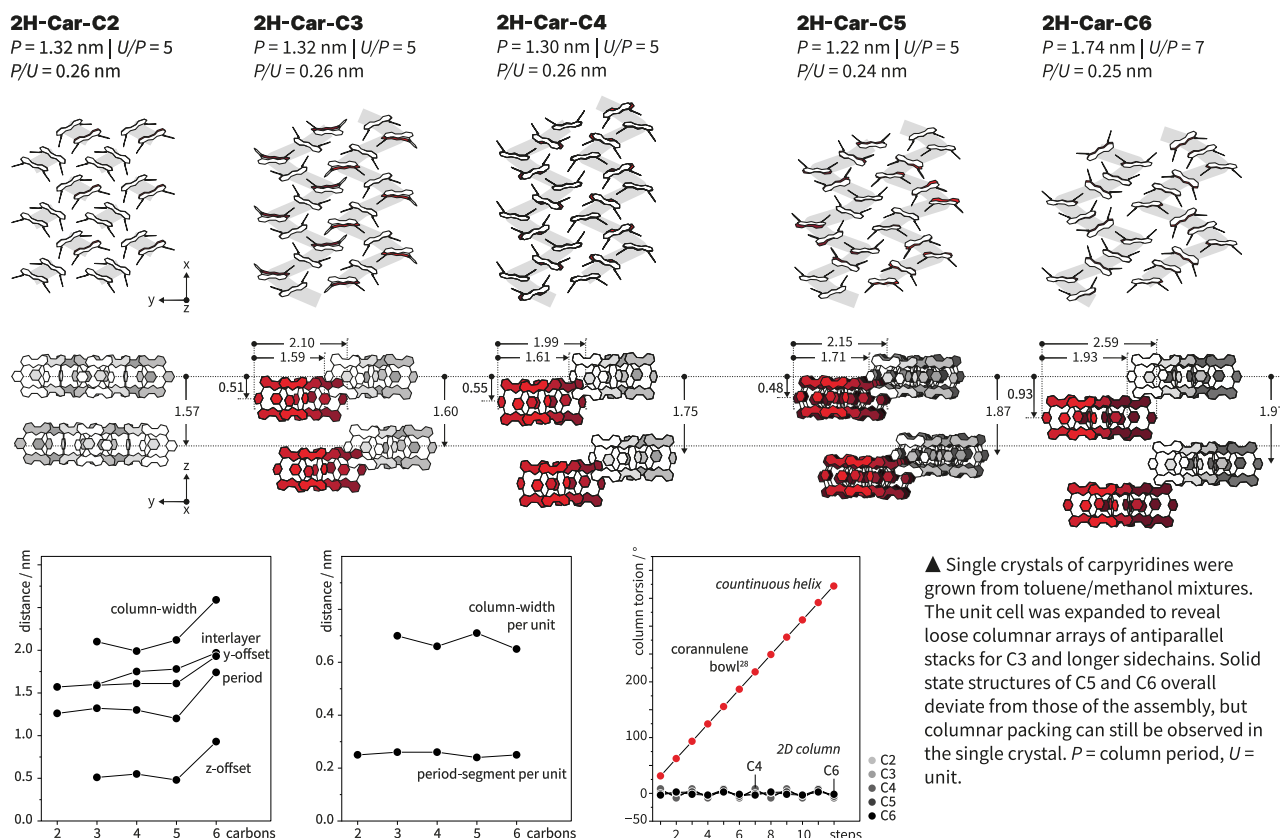 2H-Car-C2
P = 1.32 nm | U/P = 5
P/U = 0.26 nm
2H-Car-C3
P = 1.32 nm | U/P = 5
P/U = 0.26 nm
2H-Car-C4
P = 1.30 nm | U/P = 5
P/U = 0.26 nm
2H-Car-C5
P = 1.22 nm | U/P = 5
P/U = 0.24 nm
2H-Car-C6
P = 1.74 nm | U/P = 7
P/U = 0.25 nm
x
y
z
2.10
1.59
0.51
1.57
1.99
1.61
0.55
1.60
2.15
1.71
0.48
1.75
2.59
1.93
0.93
1.87
1.97
z
y
x
distance / nm
2.0
1.5
1.0
0.5
0.0
column-width
interlayer
y-offset
period
z-offset
2 3 4 5 6 carbons
distance / nm
0.6
0.4
0.2
0.0
column-width
per unit
period-segment per unit
2 3 4 5 6 carbons
column torsion / °
200
100
0
−50
countinuous helix
corannulene
bowl28
2D column
C4
C6
2 4 6 8 10 steps
C2
C3
C4
C5
C6
▲ Single crystals of carpyridines were
grown from toluene/methanol mixtures.
The unit cell was expanded to reveal
loose columnar arrays of antiparallel
stacks for C3 and longer sidechains. Solid
state structures of C5 and C6 overall
deviate from those of the assembly, but
columnar packing can still be observed in
the single crystal. P = column period, U =
unit.